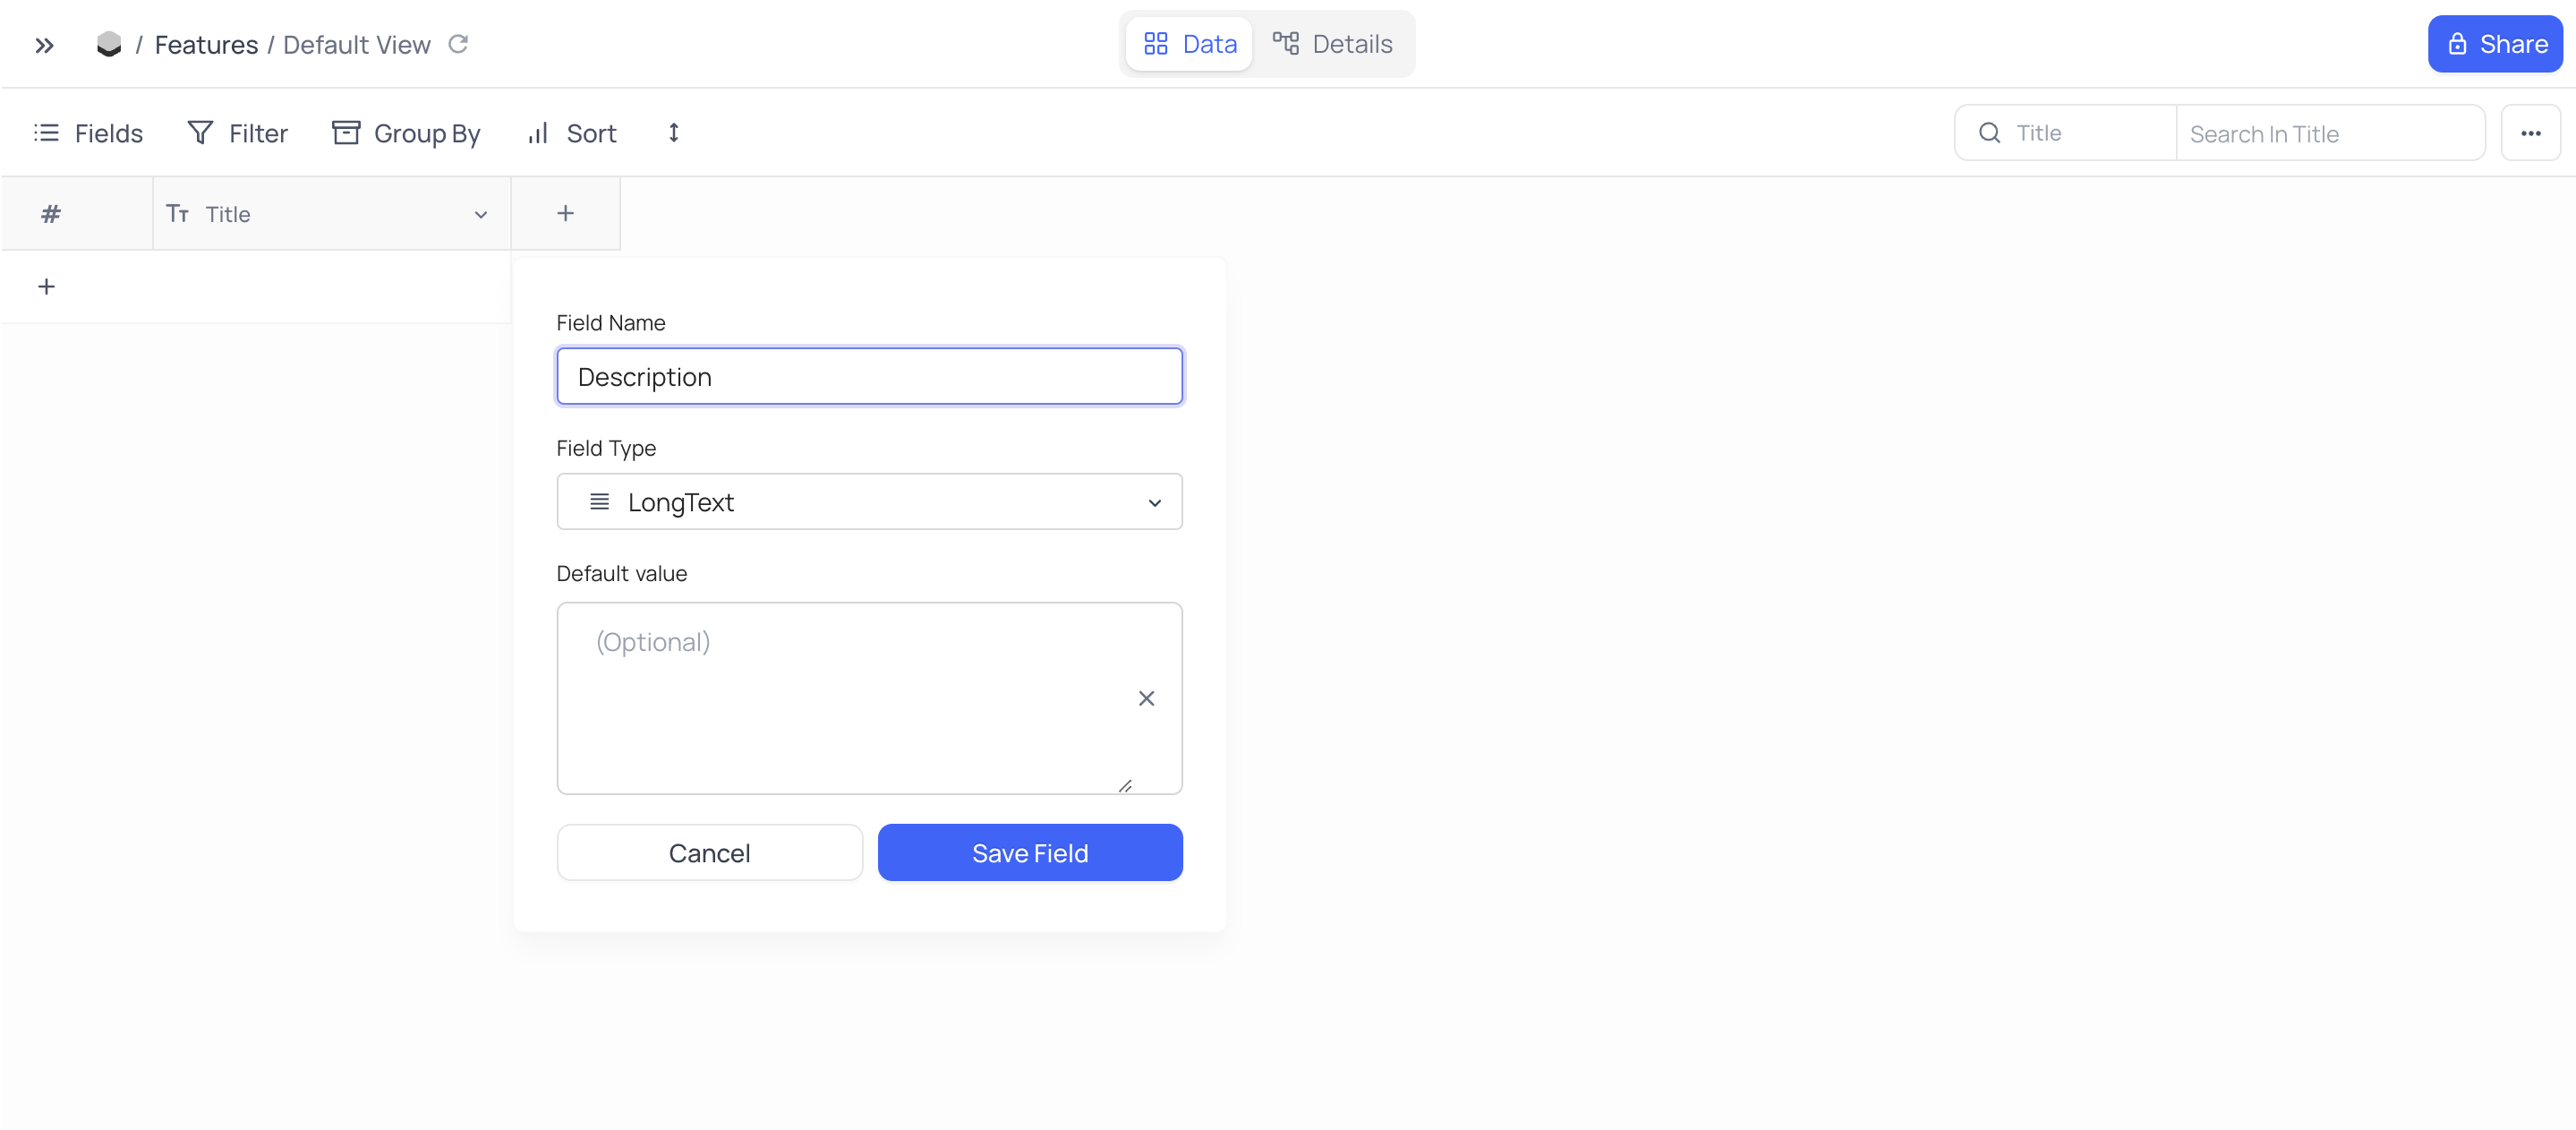 / Features / Default View
Data
Details
Share
Fields
Filter
Group By
Sort
Title
Search In Title
#
Tт Title
Field Name
Description
Field Type
LongText
Default value
(Optional)
Cancel
Save Field